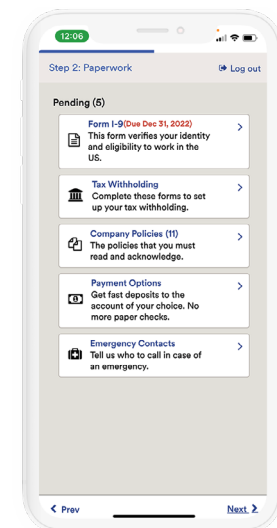 12:06
Step 2: Paperwork Log out
Pending (5)
Form I-9(Due Dec 31, 2022)
This form verifies your identity
and eligibility to work in the
US.
Tax Withholding
Complete these forms to set
up your tax withholding.
Company Policies (11)
The policies that you must
read and acknowledge.
Payment Options
Get fast deposits to the
account of your choice. No
more paper checks.
Emergency Contacts
Tell us who to call in case of
an emergency.
Prev Next